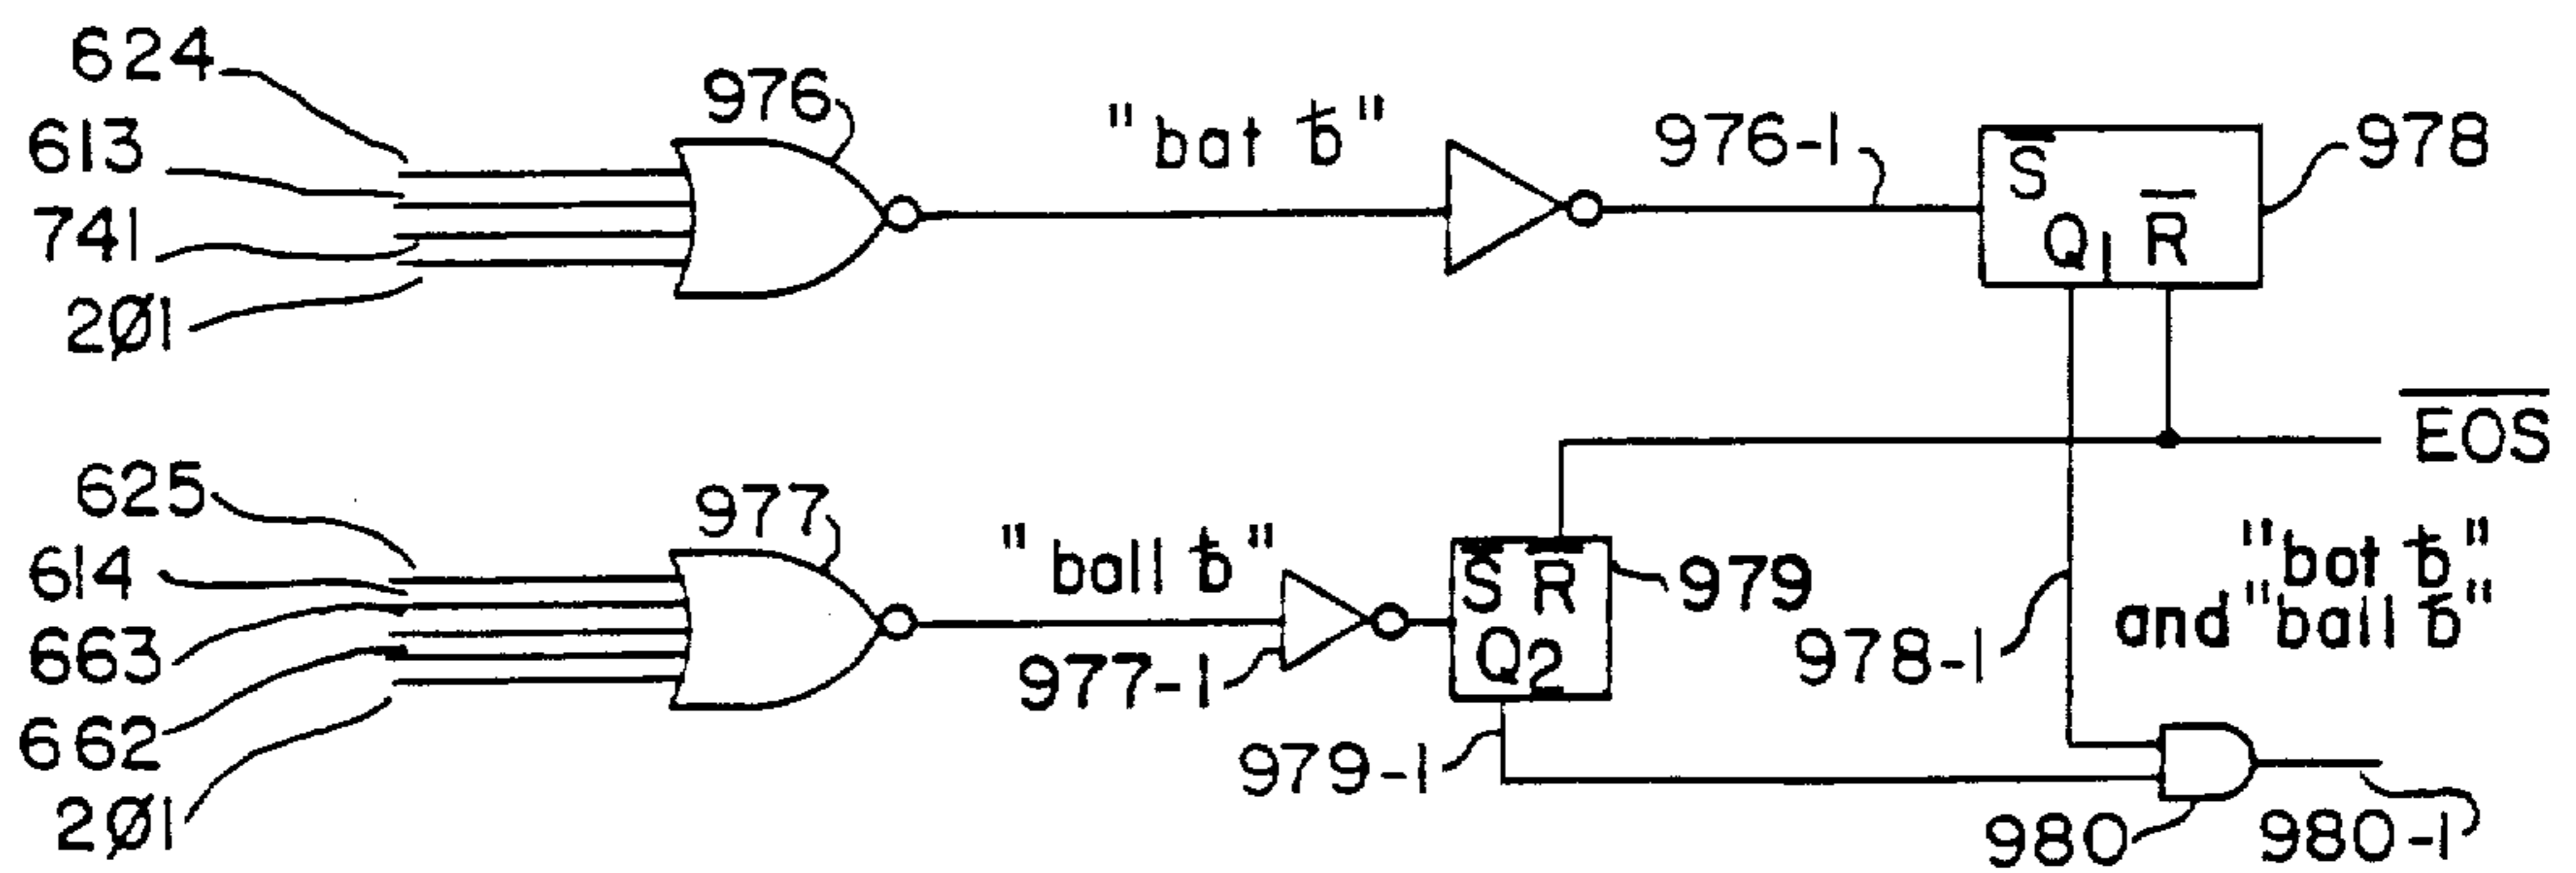 624
613
741
2Ø1
976
"bat ƀ"
976-1
S̅
Q1 R̅
978
E̅O̅S̅
625
614
663
662
2Ø1
977
"ball ƀ"
977-1
S̅ R̅
Q2
979
979-1
978-1
"bat ƀ"
and "ball ƀ"
980
980-1